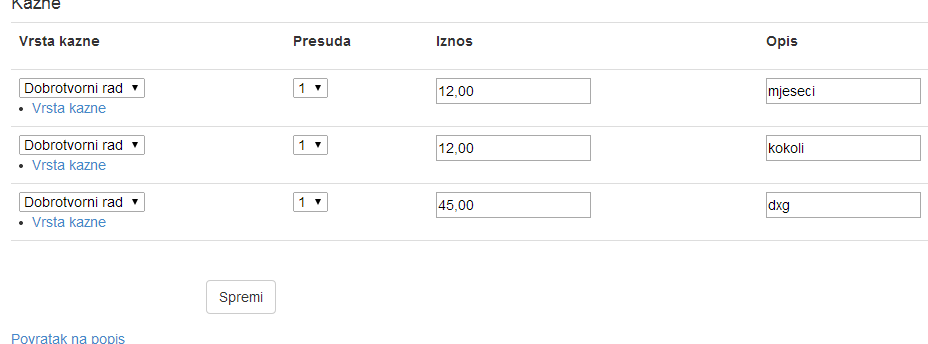 Kazne
Vrsta kazne Presuda Iznos Opis
Dobrotvorni rad 1 12,00 mjeseci
• Vrsta kazne
Dobrotvorni rad 1 12,00 kokoli
• Vrsta kazne
Dobrotvorni rad 1 45,00 dxg
• Vrsta kazne
Spremi
Povratak na popis